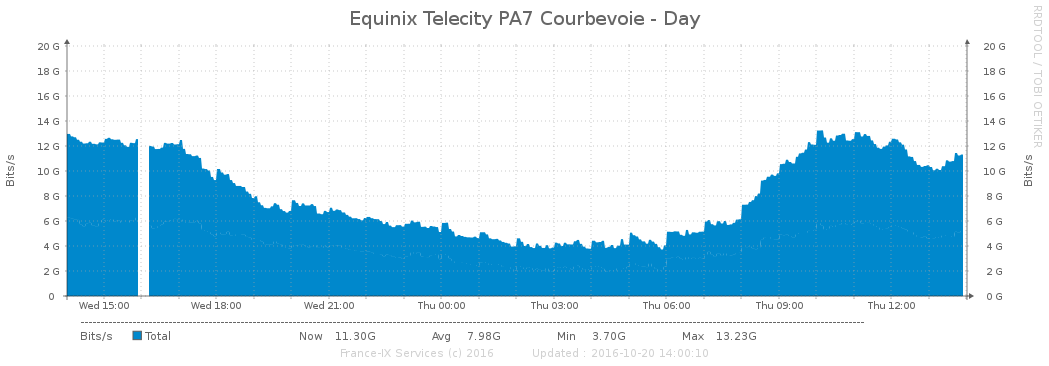 Equinix Telecity PA7 Courbevoie - Day
RRDTOOL / TOBI OETIKER
Bits/s
Bits/s
20 G 20 G
18 G 18 G
16 G 16 G
14 G 14 G
12 G 12 G
10 G 10 G
8 G 8 G
6 G 6 G
4 G 4 G
2 G 2 G
0 0 G
Wed 15:00 Wed 18:00 Wed 21:00 Thu 00:00 Thu 03:00 Thu 06:00 Thu 09:00 Thu 12:00
Bits/s Total Now 11.30G Avg 7.98G Min 3.70G Max 13.23G
France-IX Services (c) 2016 Updated : 2016-10-20 14:00:10